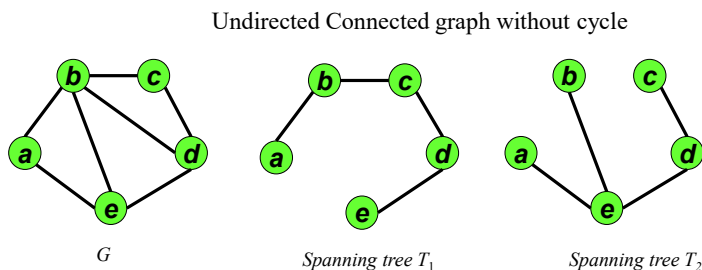 Undirected Connected graph without cycle
b c
a d
e
G
b c
a d
e
Spanning tree T1
b c
a d
e
Spanning tree T2